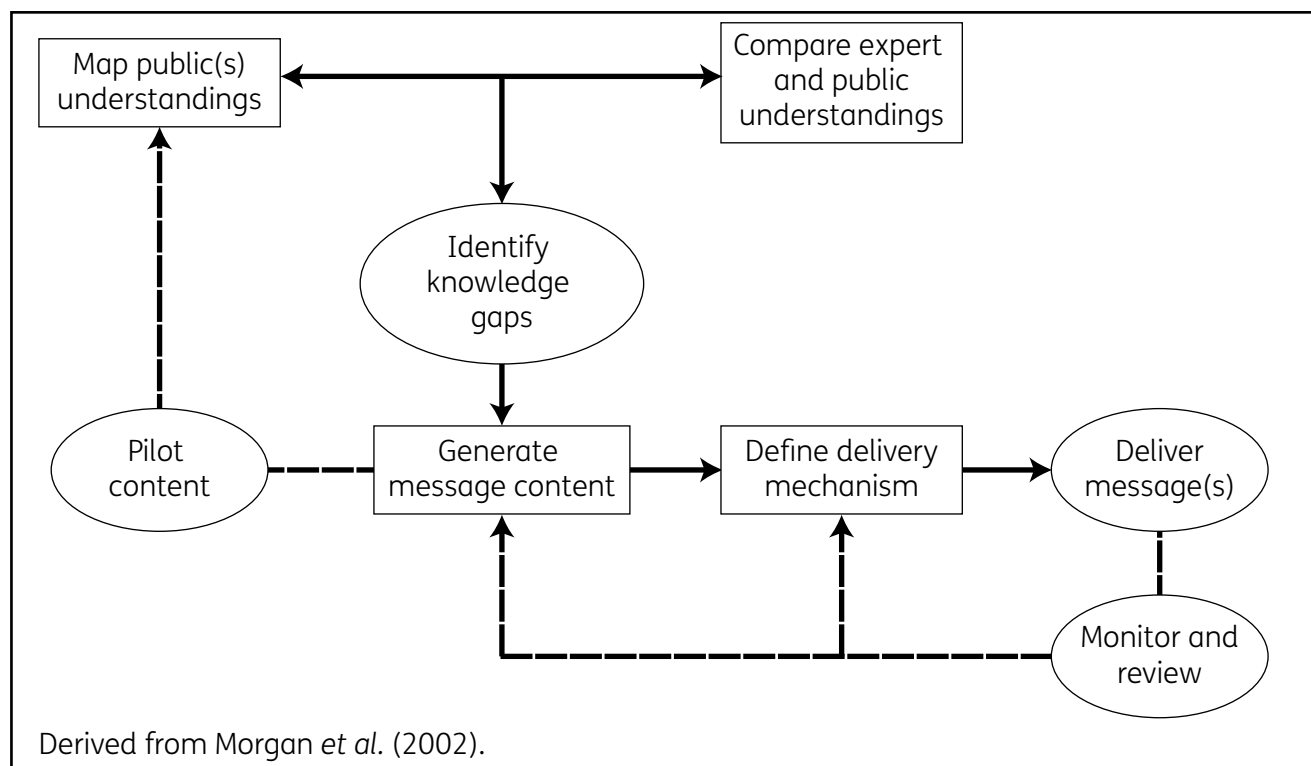 Map public(s)
understandings
Compare expert
and public
understandings
Identify
knowledge
gaps
Pilot
content
Generate
message content
Define delivery
mechanism
Deliver
message(s)
Monitor and
review
Derived from Morgan et al. (2002).